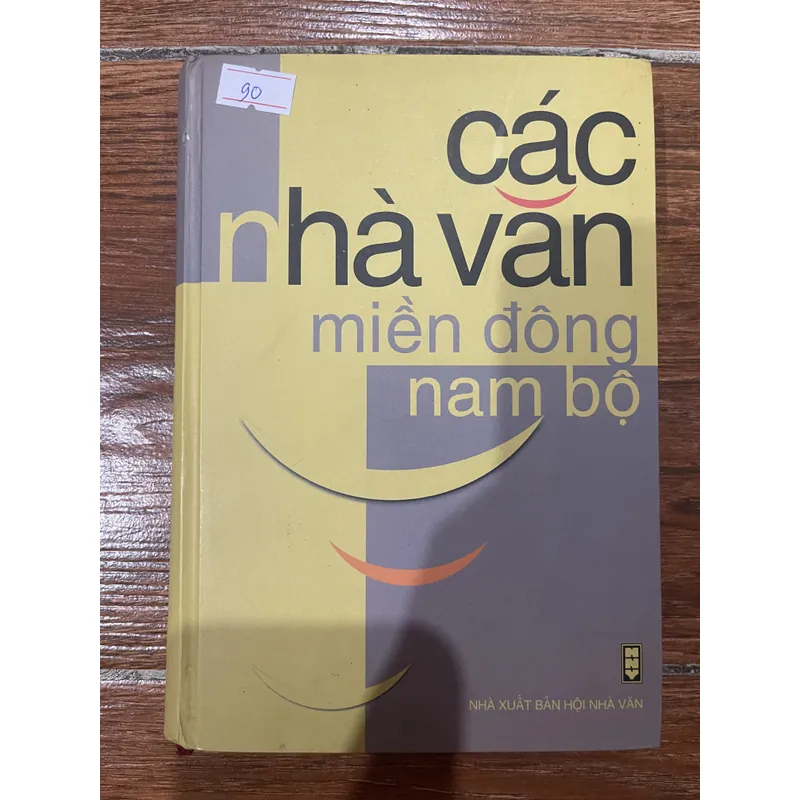 90
các
nhà văn
miền đông
nam bộ
NHÀ XUẤT BẢN HỘI NHÀ VĂN